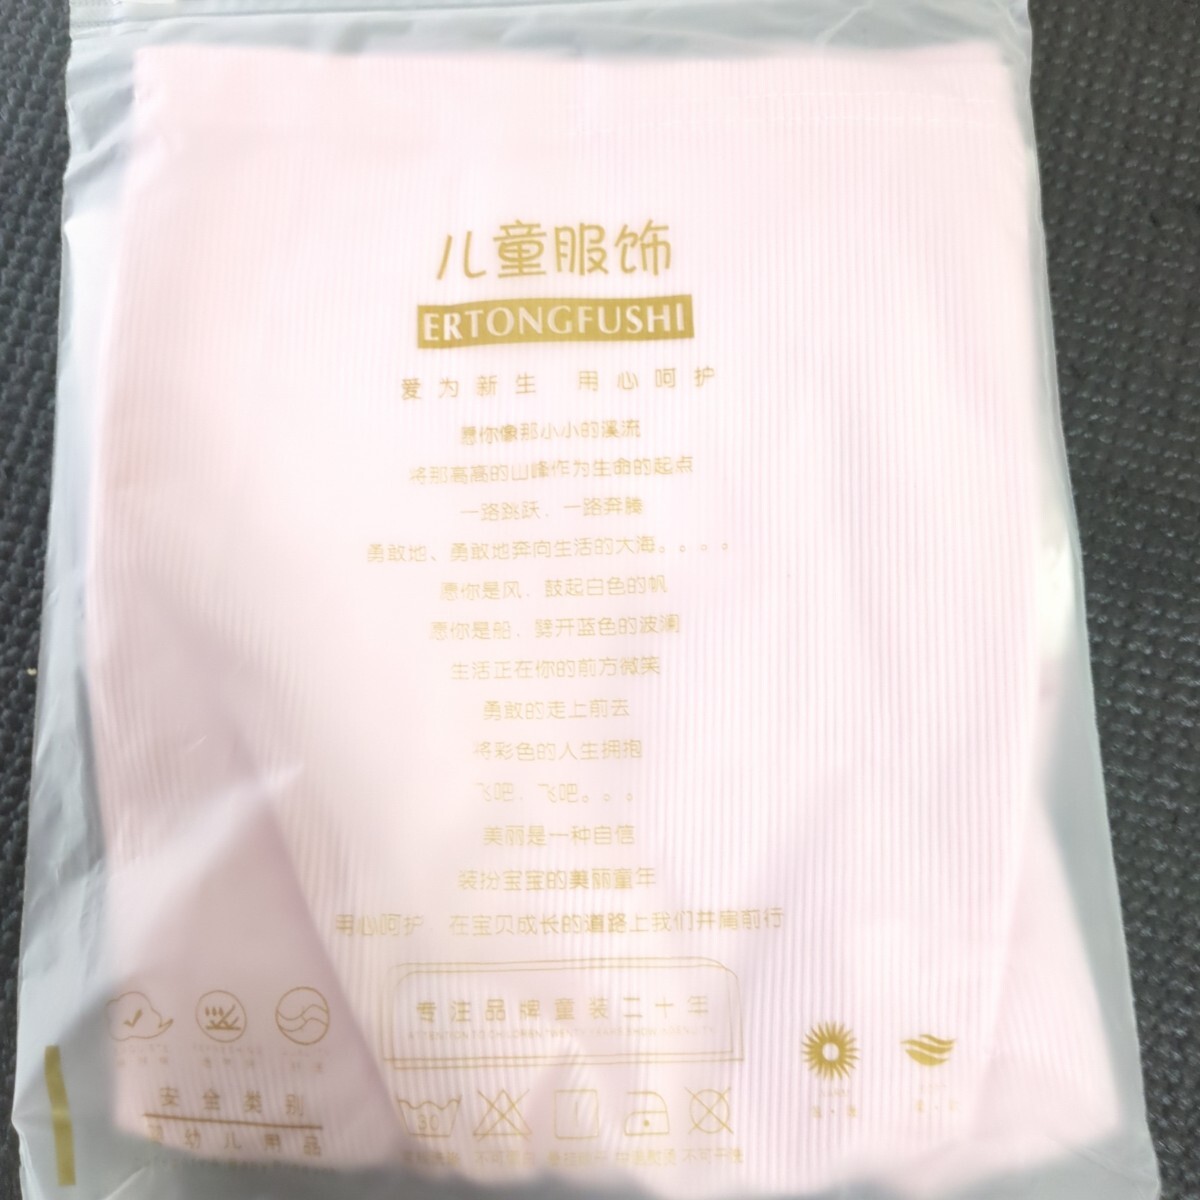 儿童服饰
ERTONGFUSHI
爱为新生 用心呵护
愿你像那小小的溪流
将那高高的山峰作为生命的起点
一路跳跃，一路奔腾
勇敢地、勇敢地奔向生活的大海。。。。
愿你是风，鼓起白色的帆
愿你是船，劈开蓝色的波澜
生活正在你的前方微笑
勇敢的走上前去
将彩色的人生拥抱
飞吧，飞吧。。。
美丽是一种自信
装扮宝宝的美丽童年
用心呵护 在宝贝成长的道路上我们并肩前行
专注品牌童装二十年
安全类别
婴幼儿用品
30
不可干洗